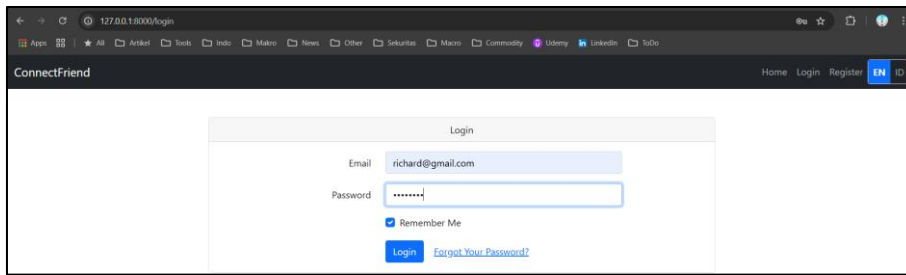 127.0.0.1:8000/login
Apps All Artikel Tools Indo Makro News Other Sekuritas Macro Commodity Udemy LinkedIn ToDo
ConnectFriend Home Login Register EN ID
Login
Email richard@gmail.com
Password ••••••••
Remember Me
Login Forgot Your Password?